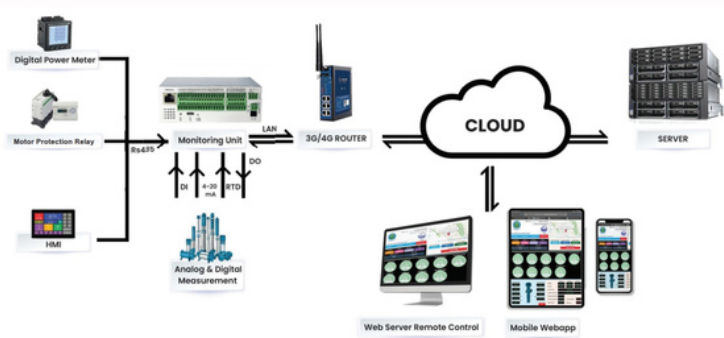 Digital Power Meter
Motor Protection Relay
HMI
Rs435
Monitoring Unit
LAN
3G/4G ROUTER
CLOUD
SERVER
DI
4-20
mA
RTD
DO
Analog & Digital
Measurement
Web Server Remote Control
Mobile Webapp